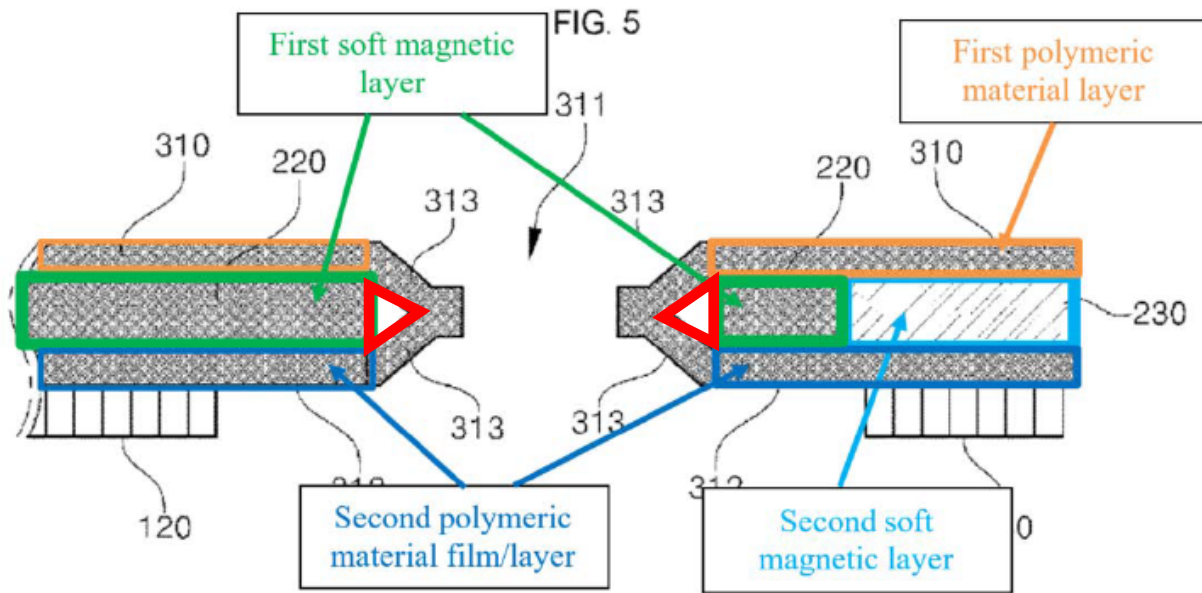 FIG. 5
First soft magnetic
layer
First polymeric
material layer
311
310
220
313
313
220
310
230
313
313
120
312
Second polymeric
material film/layer
Second soft
magnetic layer